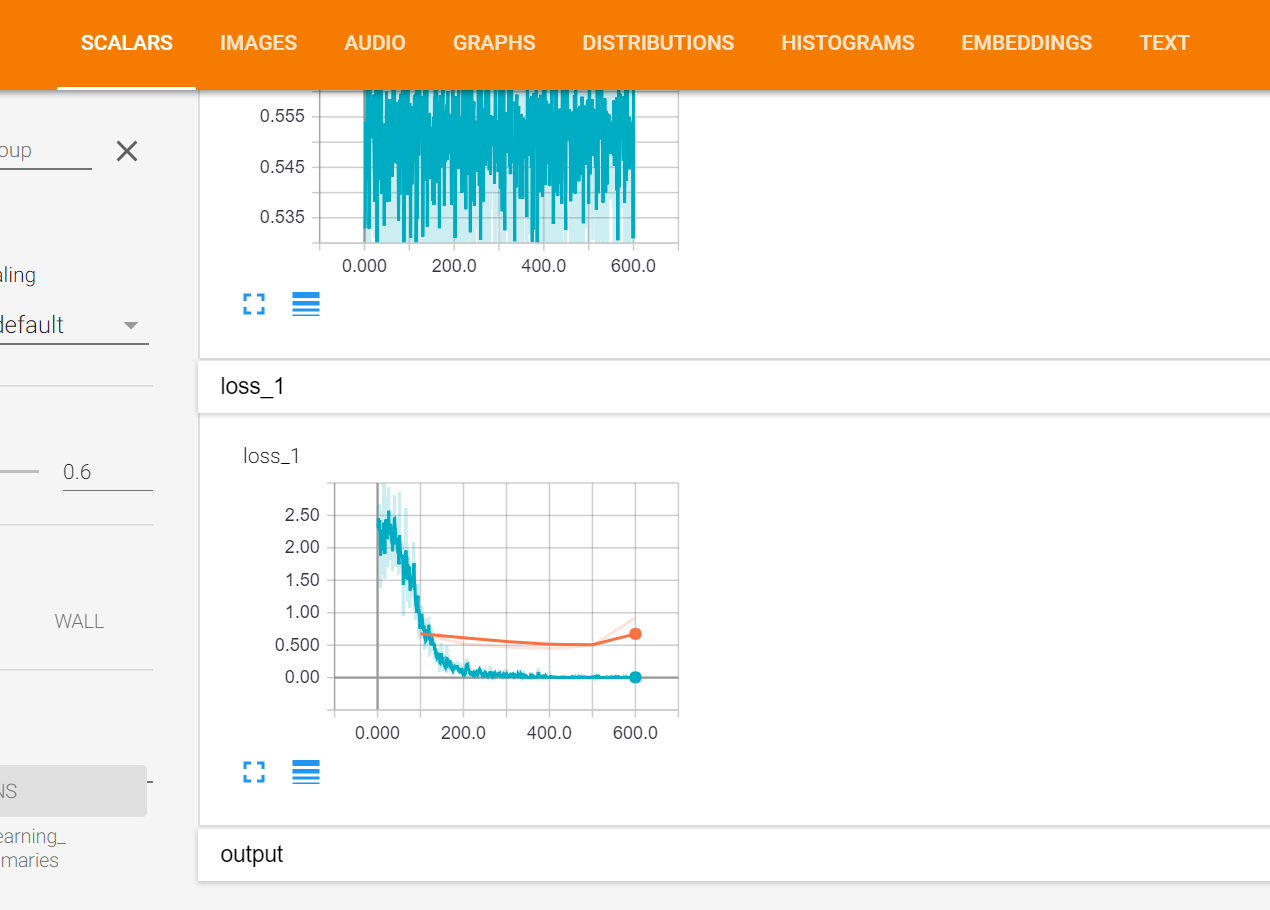 SCALARS IMAGES AUDIO GRAPHS DISTRIBUTIONS HISTOGRAMS EMBEDDINGS TEXT
oup
aling
default
0.6
WALL
NS
earning_
maries
0.555
0.545
0.535
0.000 200.0 400.0 600.0
loss_1
loss_1
2.50
2.00
1.50
1.00
0.500
0.00
0.000 200.0 400.0 600.0
output